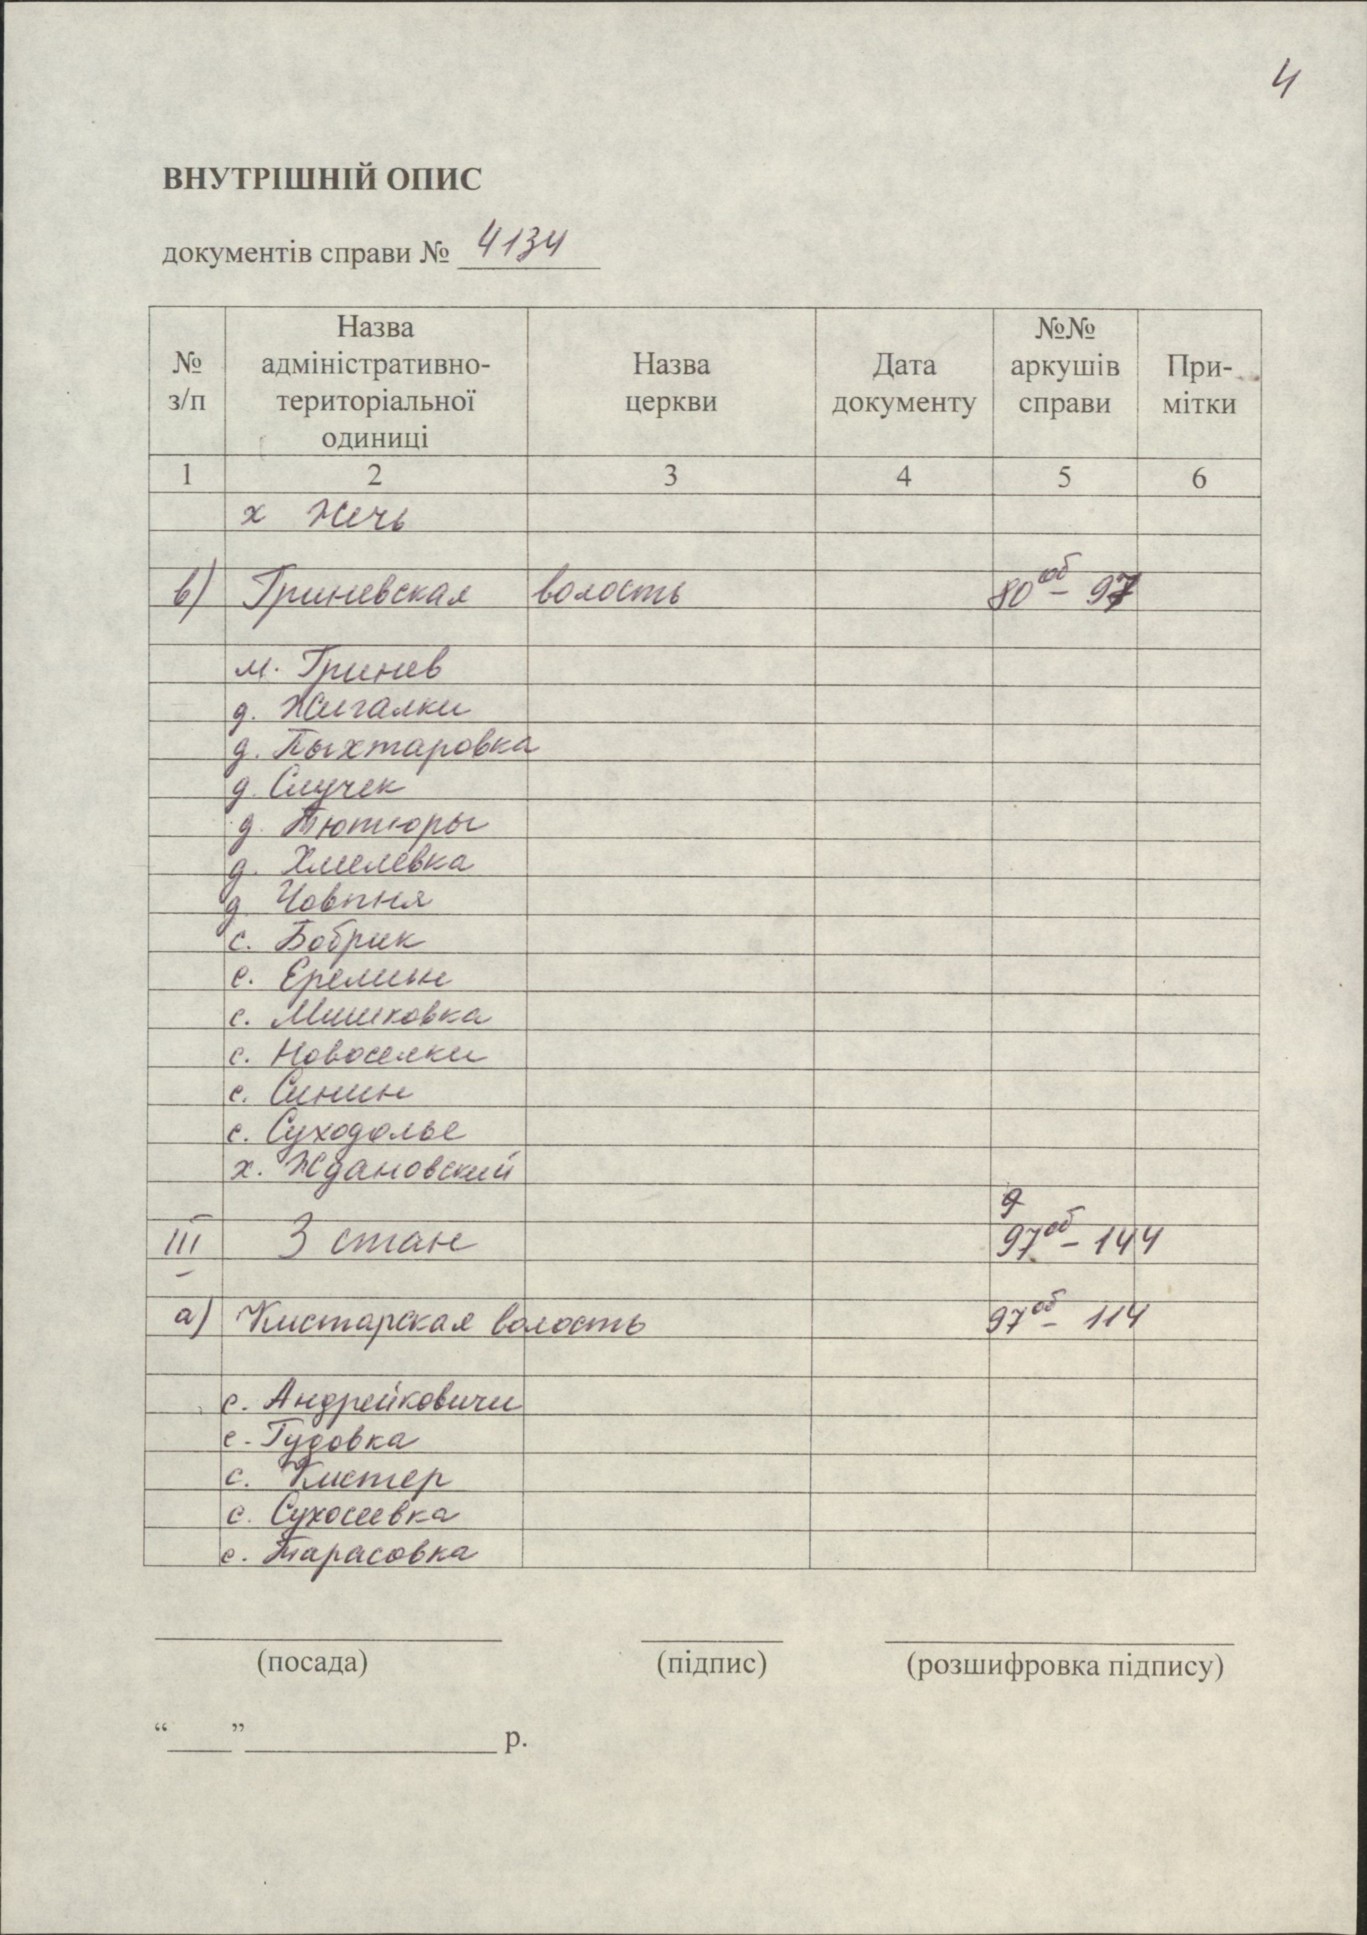 4
ВНУТРІШНІЙ ОПИС
документів справи № 4134
№ з/п
Назва адміністративно-територіальної одиниці
Назва церкви
Дата документу
№№ аркушів справи
Примітки
1 2 3 4 5 6
х Жечь
в) Гриневская волость 80об – 97
м. Гринев
д. Жигалки
д. Пыхтаровка
д. Случек
д. Тютюры
д. Хмелевка
д. Човпня
с. Бобрик
с. Еремин
с. Мишковка
с. Новоселки
с. Синин
с. Суходолье
х. Ждановский
III 3 стан 97об – 144
а) Кистерская волость 97об – 114
с. Андрейковичи
с. Гудовка
с. Кистер
с. Сухосеевка
с. Тарасовка
(посада) (підпис) (розшифровка підпису)
“____”________________ р.